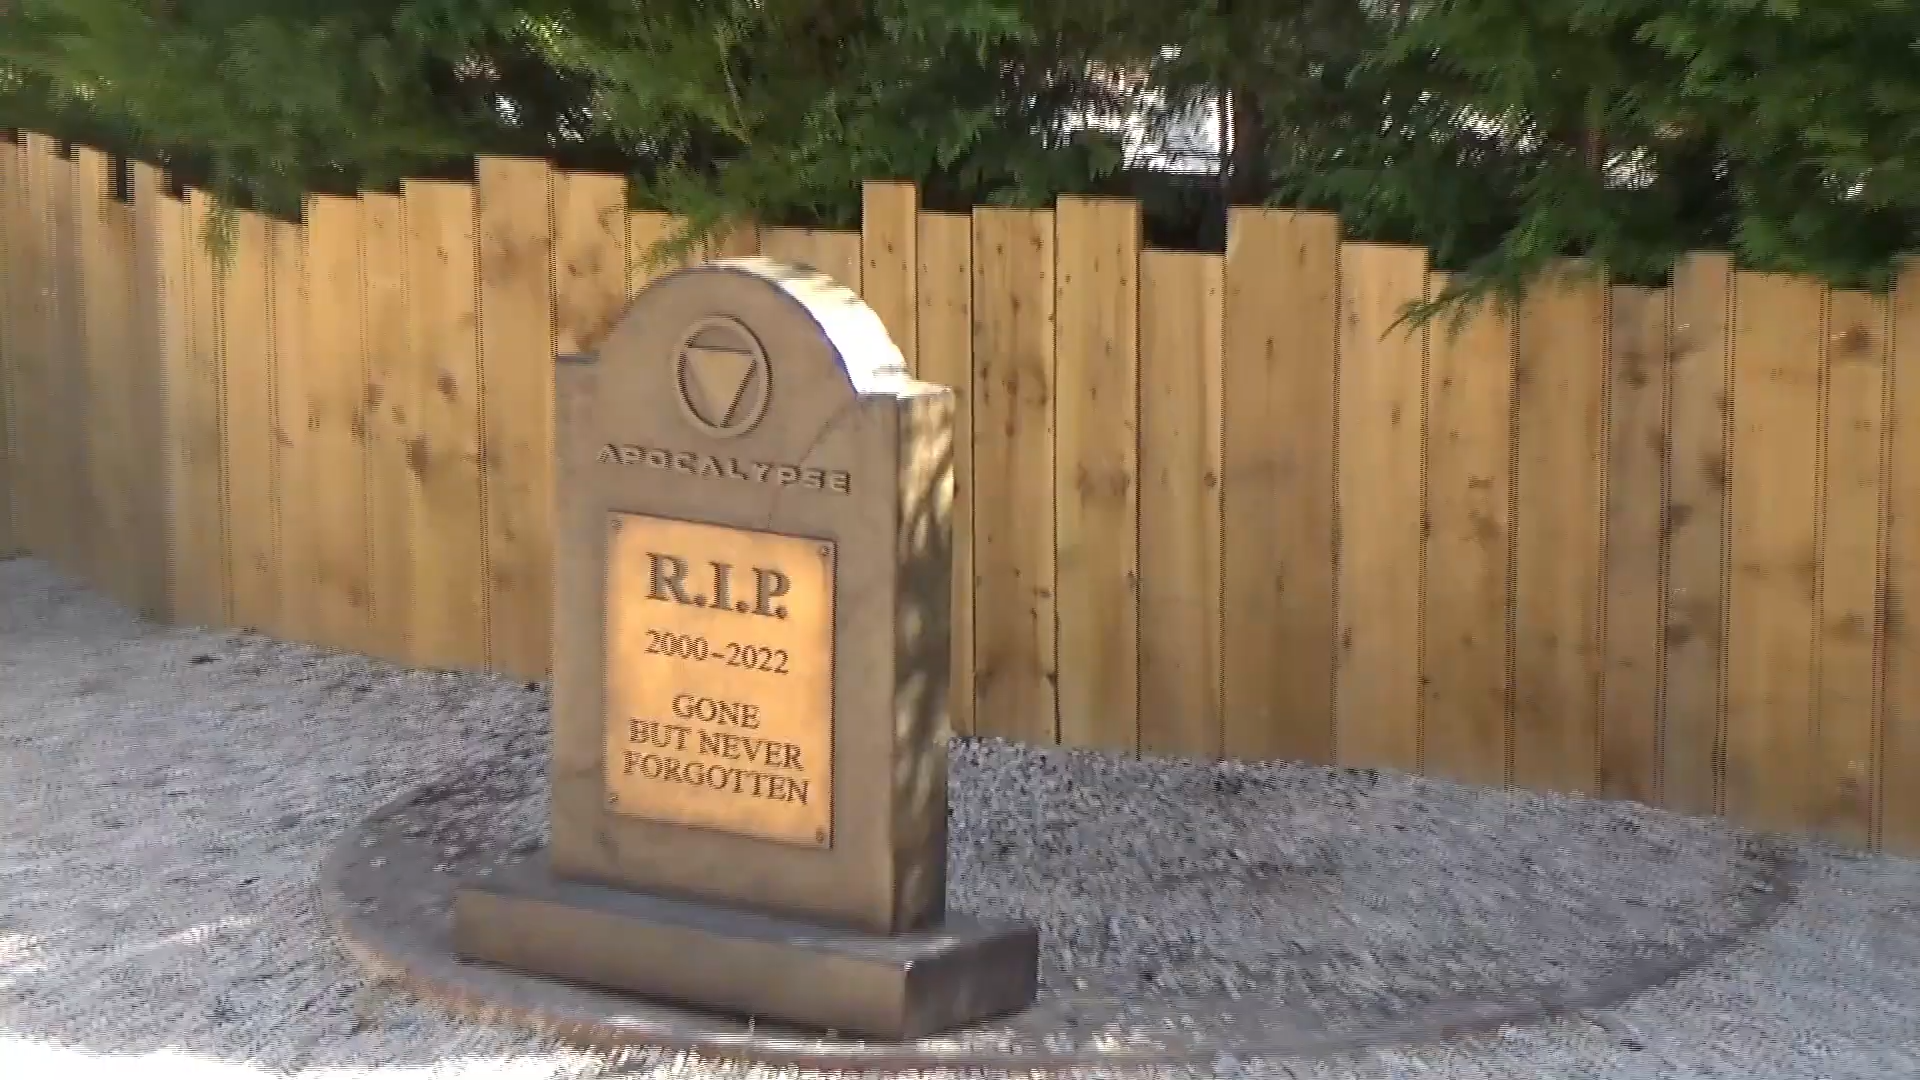 APOCALYPSE
R.I.P.
2000-2022
GONE
BUT NEVER
FORGOTTEN